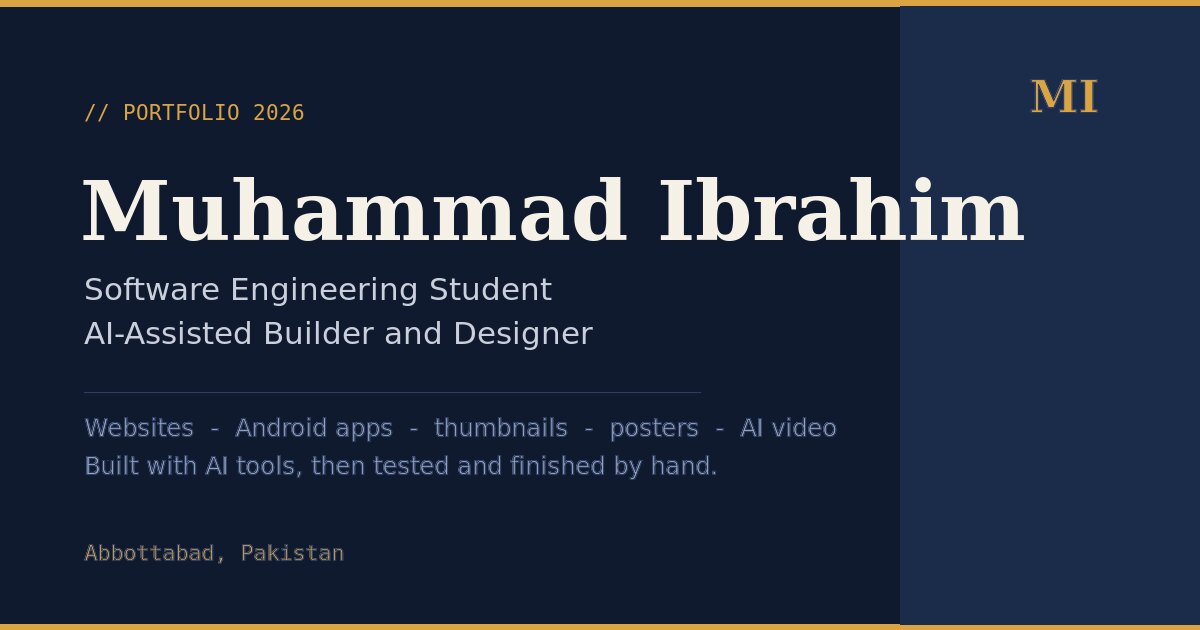 // PORTFOLIO 2026
MI
Muhammad Ibrahim
Software Engineering Student
AI-Assisted Builder and Designer
Websites - Android apps - thumbnails - posters - AI video
Built with AI tools, then tested and finished by hand.
Abbottabad, Pakistan